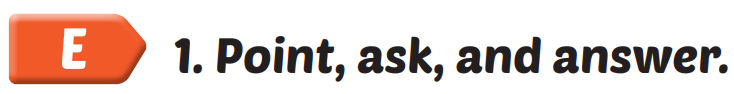 E 1. Point, ask, and answer.